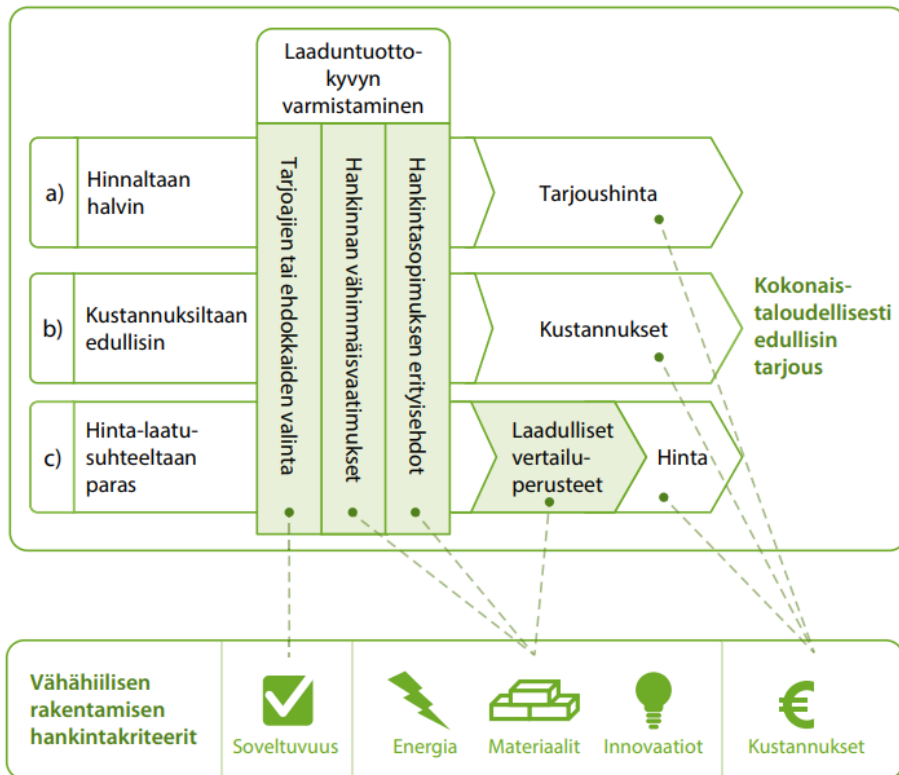 Laaduntuotto-
kyvyn
varmistaminen
Tarjoajien tai ehdokkaiden valinta
Hankinnan vähimmäisvaatimukset
Hankintasopimuksen erityisehdot
a)
Hinnaltaan
halvin
Tarjoushinta
b)
Kustannuksiltaan
edullisin
Kustannukset
Kokonais-
taloudellisesti
edullisin
tarjous
c)
Hinta-laatu-
suhteeltaan
paras
Laadulliset
vertailu-
perusteet
Hinta
Vähähiilisen
rakentamisen
hankintakriteerit
Soveltuvuus
Energia
Materiaalit
Innovaatiot
€
Kustannukset